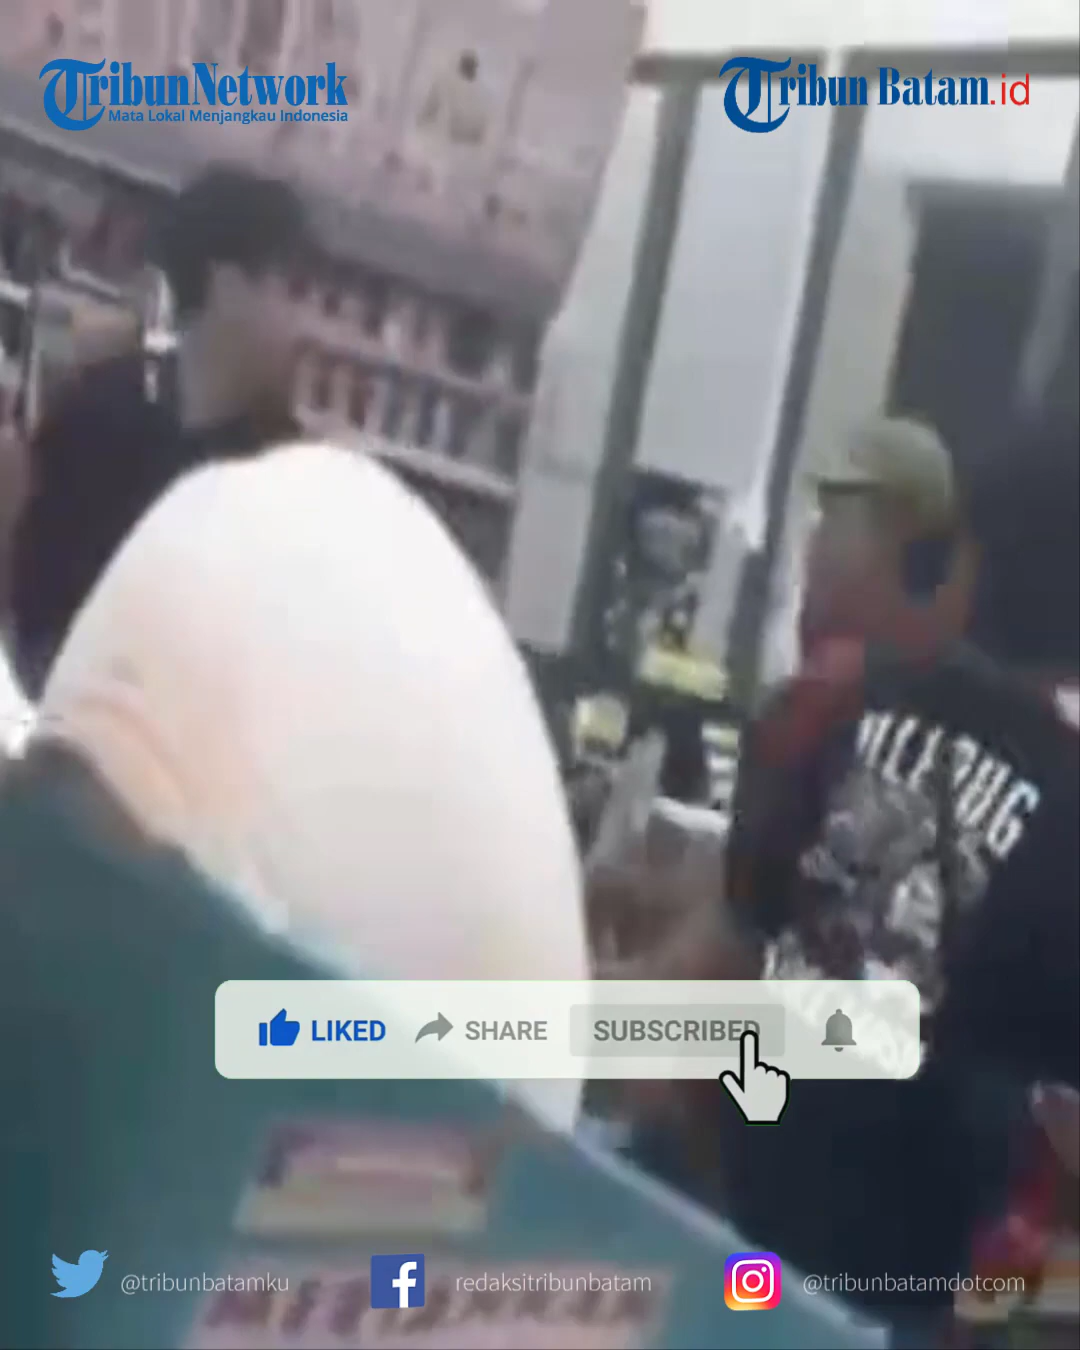 TribunNetwork
Mata Lokal Menjangkau Indonesia
Tribun Batam.id
LIKED SHARE SUBSCRIBED
@tribunbatamku redaksitribunbatam @tribunbatamdotcom